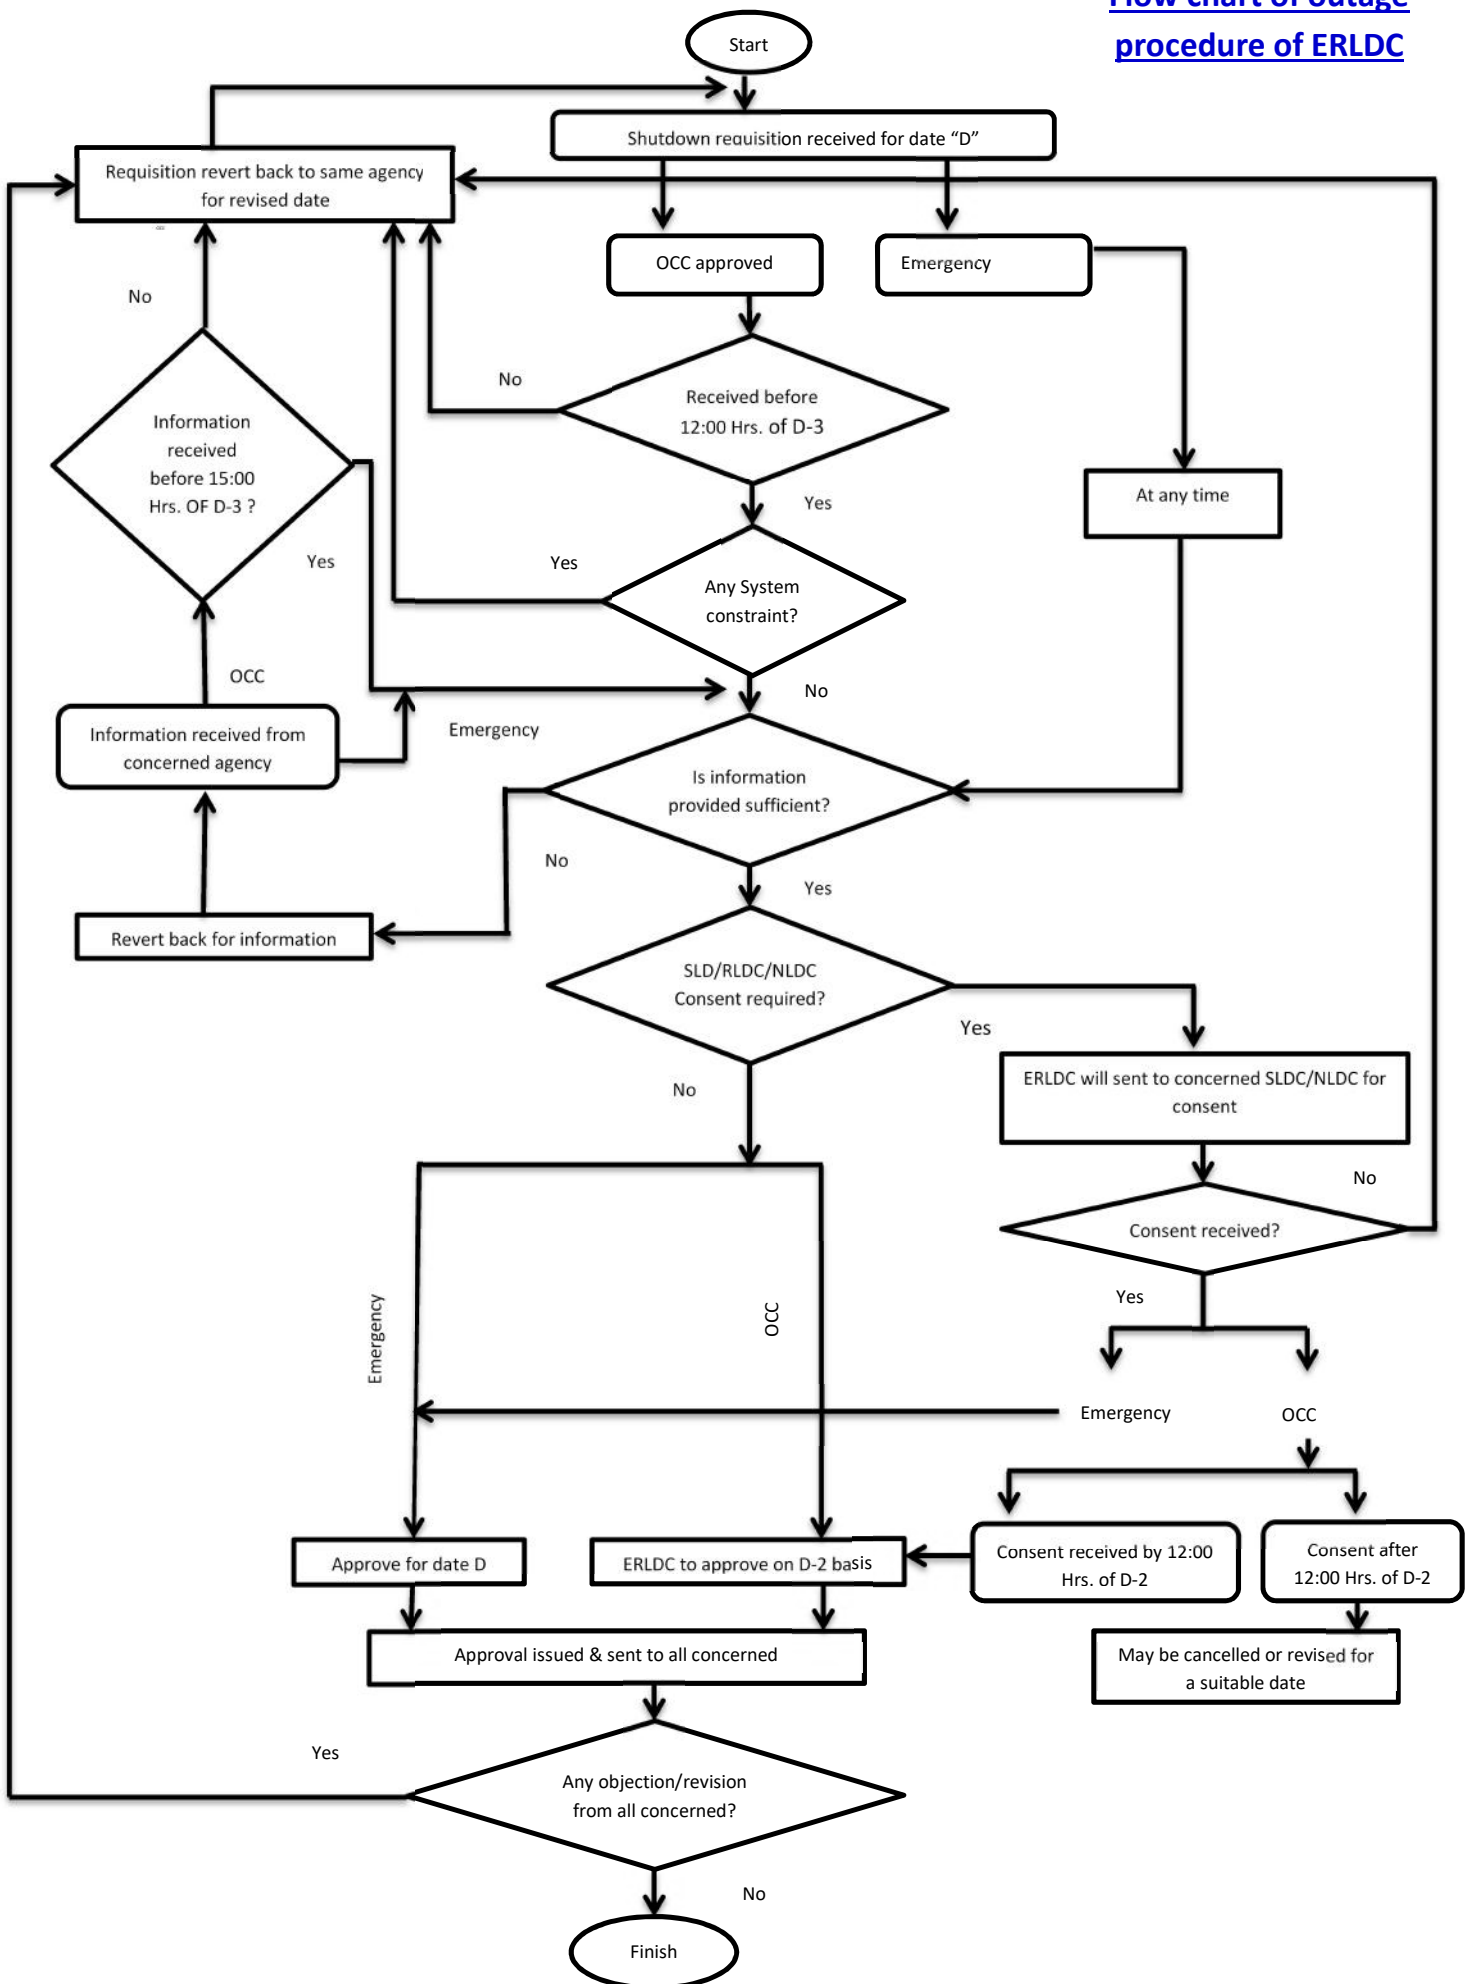 Flow chart of outage
procedure of ERLDC
Start
Shutdown requisition received for date “D”
Requisition revert back to same agency
for revised date
OCC approved
Emergency
No
No
Received before
12:00 Hrs. of D-3
Information
received
before 15:00
Hrs. OF D-3 ?
At any time
Yes
Yes
Yes
Any System
constraint?
OCC
No
Information received from
concerned agency
Emergency
Is information
provided sufficient?
No
Yes
Revert back for information
SLD/RLDC/NLDC
Consent required?
Yes
No
ERLDC will sent to concerned SLDC/NLDC for
consent
No
Consent received?
Yes
Emergency
OCC
Emergency
OCC
Approve for date D
ERLDC to approve on D-2 basis
Consent received by 12:00
Hrs. of D-2
Consent after
12:00 Hrs. of D-2
Approval issued & sent to all concerned
May be cancelled or revised for
a suitable date
Yes
Any objection/revision
from all concerned?
No
Finish